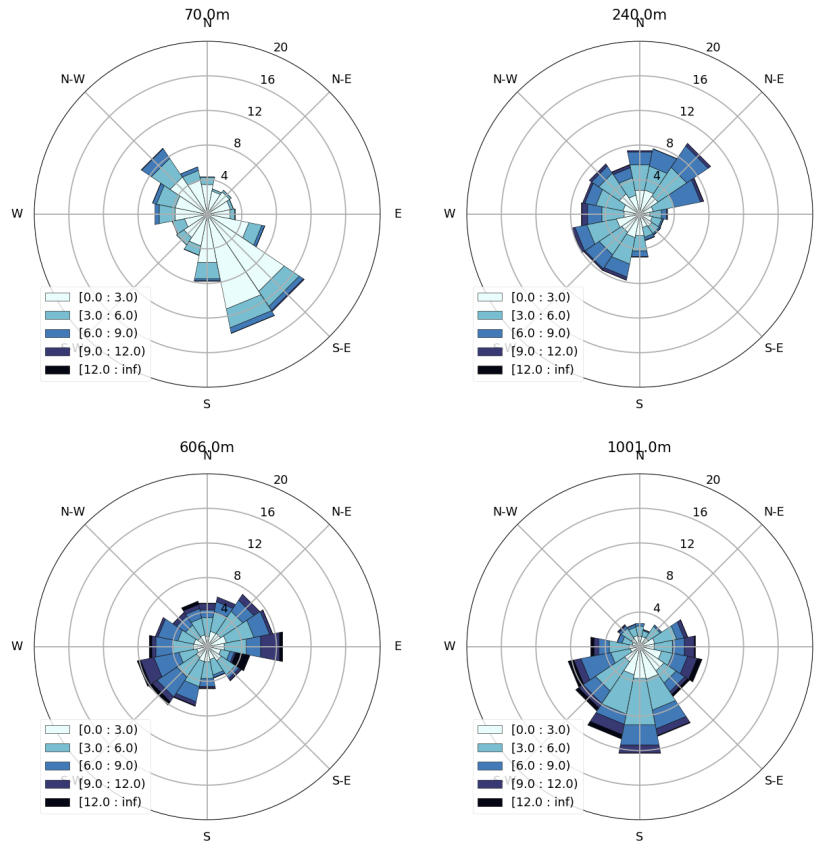 70.0m
N
20
N-W
N-E
16
12
8
4
W
E
[0.0 : 3.0)
[3.0 : 6.0)
[6.0 : 9.0)
[9.0 : 12.0)
[12.0 : inf)
S-W
S-E
S
240.0m
N
20
N-W
N-E
16
12
8
4
W
E
[0.0 : 3.0)
[3.0 : 6.0)
[6.0 : 9.0)
[9.0 : 12.0)
[12.0 : inf)
S-W
S-E
S
606.0m
N
20
N-W
N-E
16
12
8
4
W
E
[0.0 : 3.0)
[3.0 : 6.0)
[6.0 : 9.0)
[9.0 : 12.0)
[12.0 : inf)
S-W
S-E
S
1001.0m
N
20
N-W
N-E
16
12
8
4
W
E
[0.0 : 3.0)
[3.0 : 6.0)
[6.0 : 9.0)
[9.0 : 12.0)
[12.0 : inf)
S-W
S-E
S